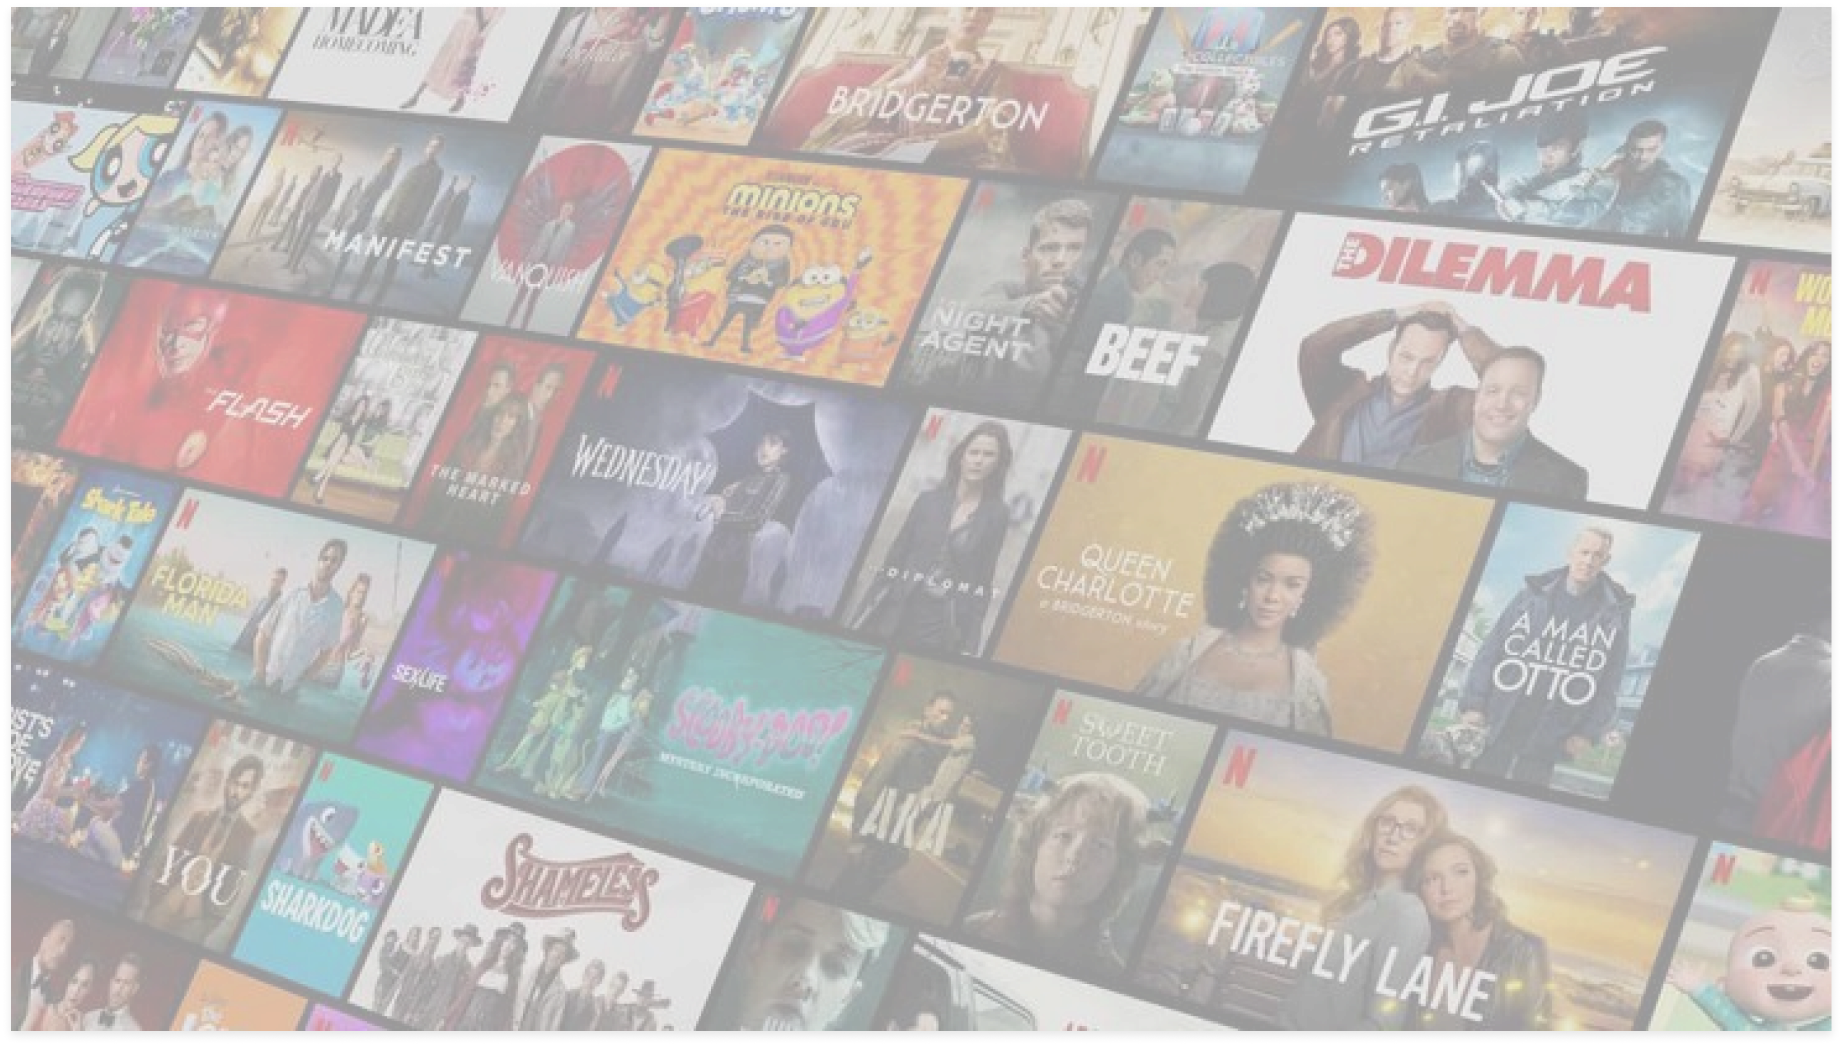 MADEA
HOMECOMING
BRIDGERTON
COLLECTIBLES
G.I. JOE
RETALIATION
MANIFEST
VANQUISH
MINIONS
THE RISE OF GRU
NIGHT
AGENT
BEEF
THE DILEMMA
THE FLASH
THE MARKED
HEART
WEDNESDAY
DIPLOMAT
QUEEN
CHARLOTTE
a BRIDGERTON story
A MAN
CALLED
OTTO
Shark Tale
FLORIDA
MAN
SEX/LIFE
SCOOBY-DOO!
MYSTERY INCORPORATED
AKA
SWEET
TOOTH
YOU
SHARKDOG
SHAMELESS
FIREFLY LANE
The